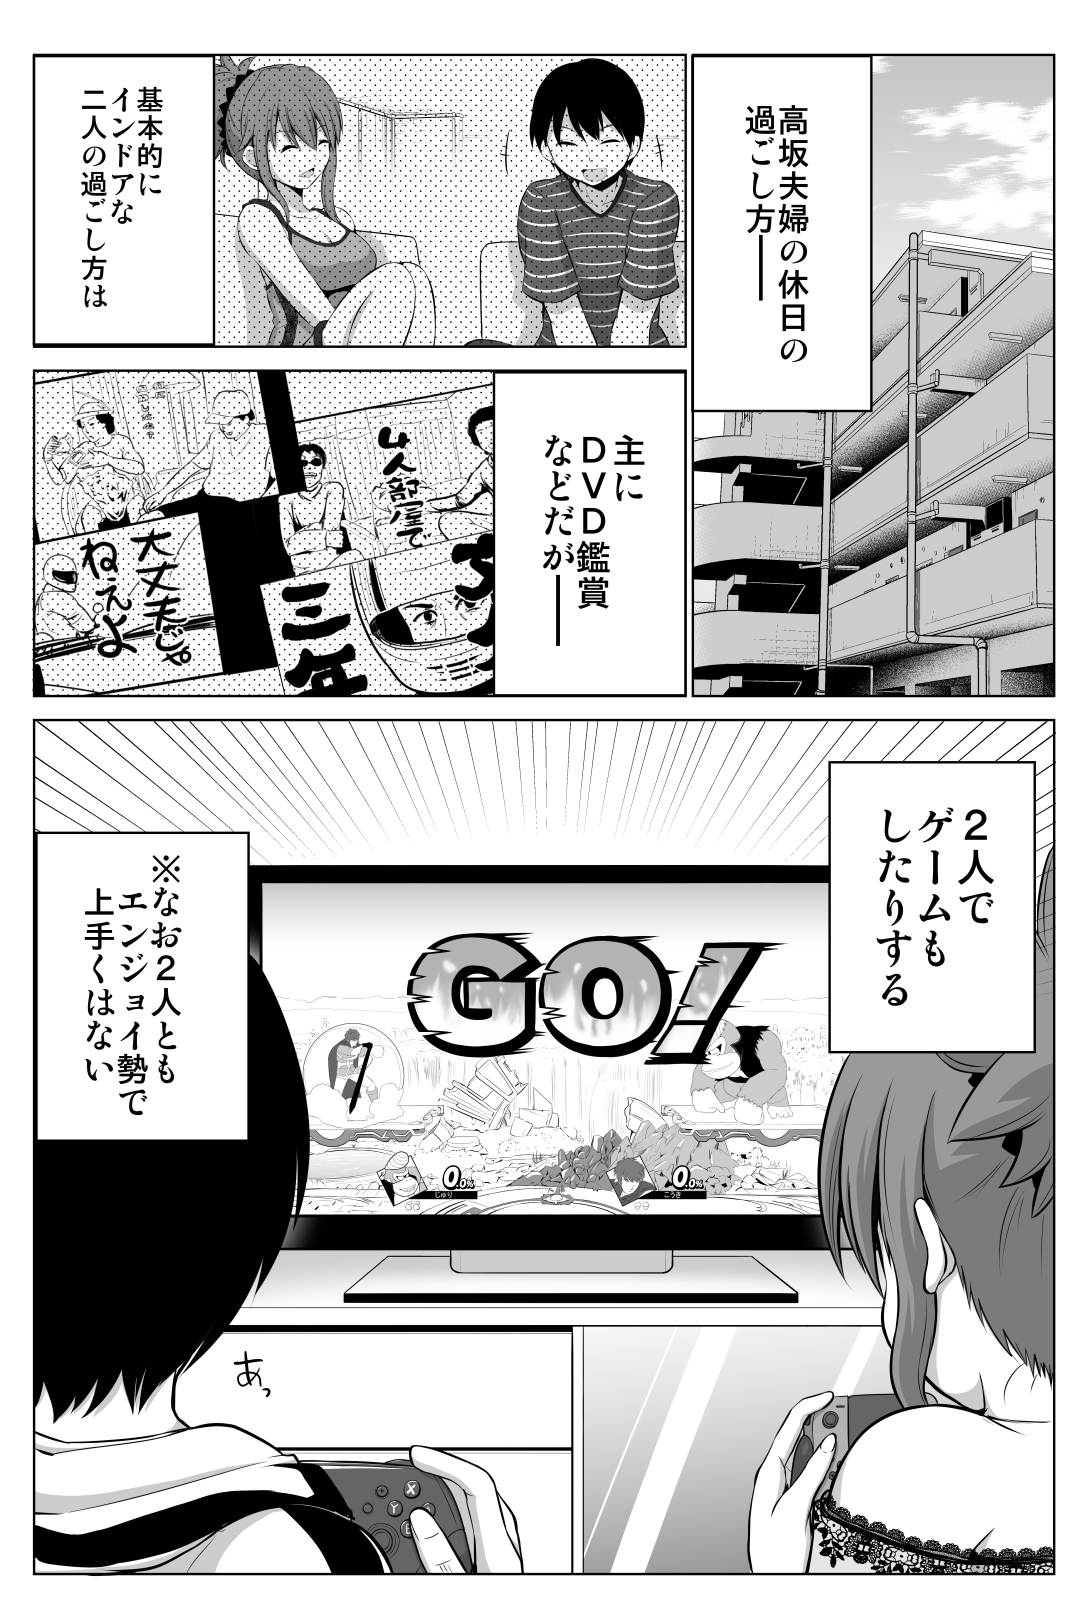 高坂夫婦の休日の
過ごし方――
基本的に
インドアな
二人の過ごし方は
主に
DVD鑑賞
などだが――
4人部屋で
大丈夫じゃ
ねぇよ
三年
2人で
ゲームも
したりする
GO!
※なお2人とも
エンジョイ勢で
上手くはない
0.0%
じゅり
0.0%
こうき
あっ
X
Y
B